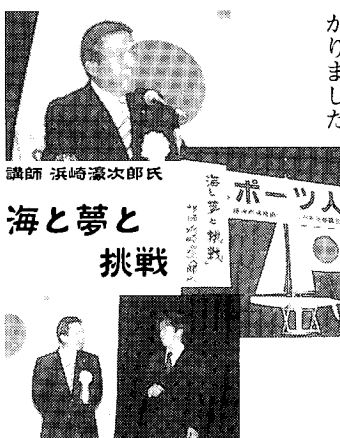 かりました
講師 浜崎濠次郎氏
海と夢と
挑戦
海と夢と挑戦
ポーツ人